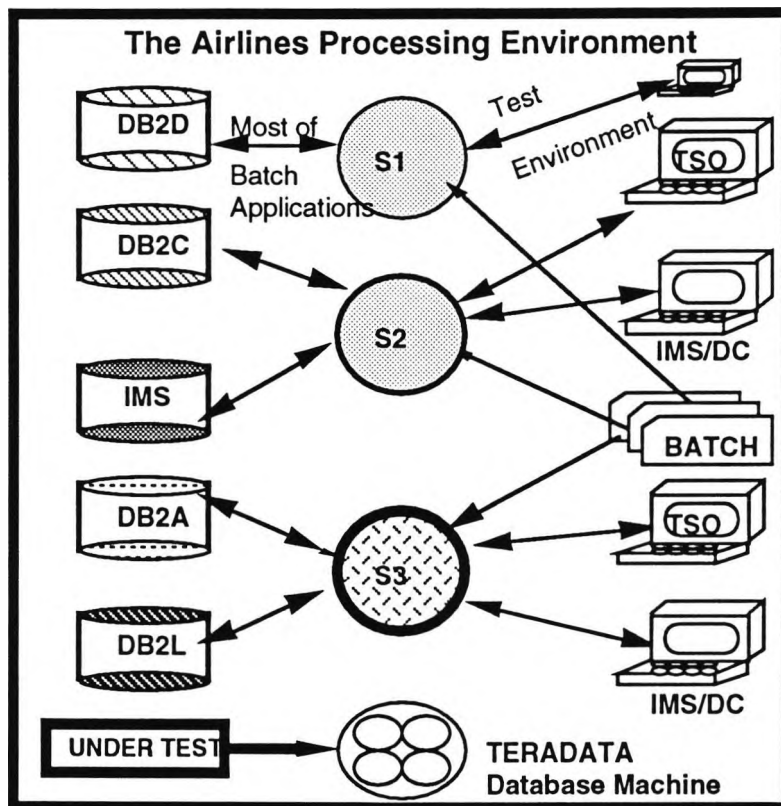 The Airlines Processing Environment
DB2D
Most of
Batch
Applications
S1
Test
Environment
TSO
DB2C
S2
IMS/DC
IMS
BATCH
DB2A
S3
TSO
DB2L
IMS/DC
UNDER TEST
TERADATA
Database Machine